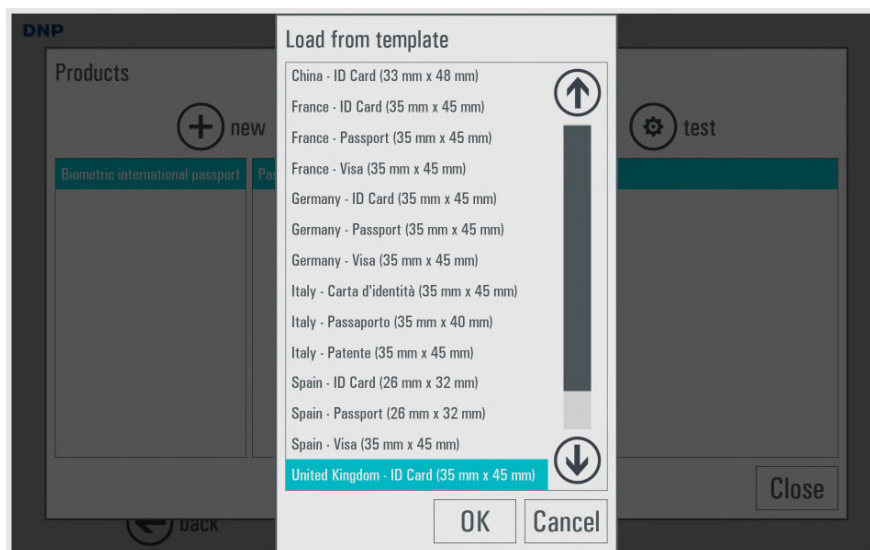 DNP
Products
new
test
Biometric international passport
Pas
Load from template
China - ID Card (33 mm x 48 mm)
France - ID Card (35 mm x 45 mm)
France - Passport (35 mm x 45 mm)
France - Visa (35 mm x 45 mm)
Germany - ID Card (35 mm x 45 mm)
Germany - Passport (35 mm x 45 mm)
Germany - Visa (35 mm x 45 mm)
Italy - Carta d'identità (35 mm x 45 mm)
Italy - Passaporto (35 mm x 40 mm)
Italy - Patente (35 mm x 45 mm)
Spain - ID Card (26 mm x 32 mm)
Spain - Passport (26 mm x 32 mm)
Spain - Visa (35 mm x 45 mm)
United Kingdom - ID Card (35 mm x 45 mm)
OK
Cancel
Close
back